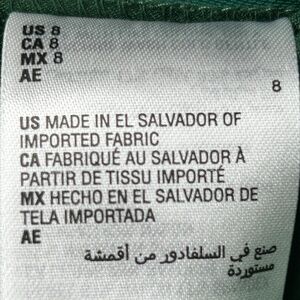 US 8
CA 8
MX 8
AE
8
US MADE IN EL SALVADOR OF
IMPORTED FABRIC
CA FABRIQUÉ AU SALVADOR À
PARTIR DE TISSU IMPORTÉ
MX HECHO EN EL SALVADOR DE
TELA IMPORTADA
AE
صنع في السلفادور من أقمشة
مستوردة